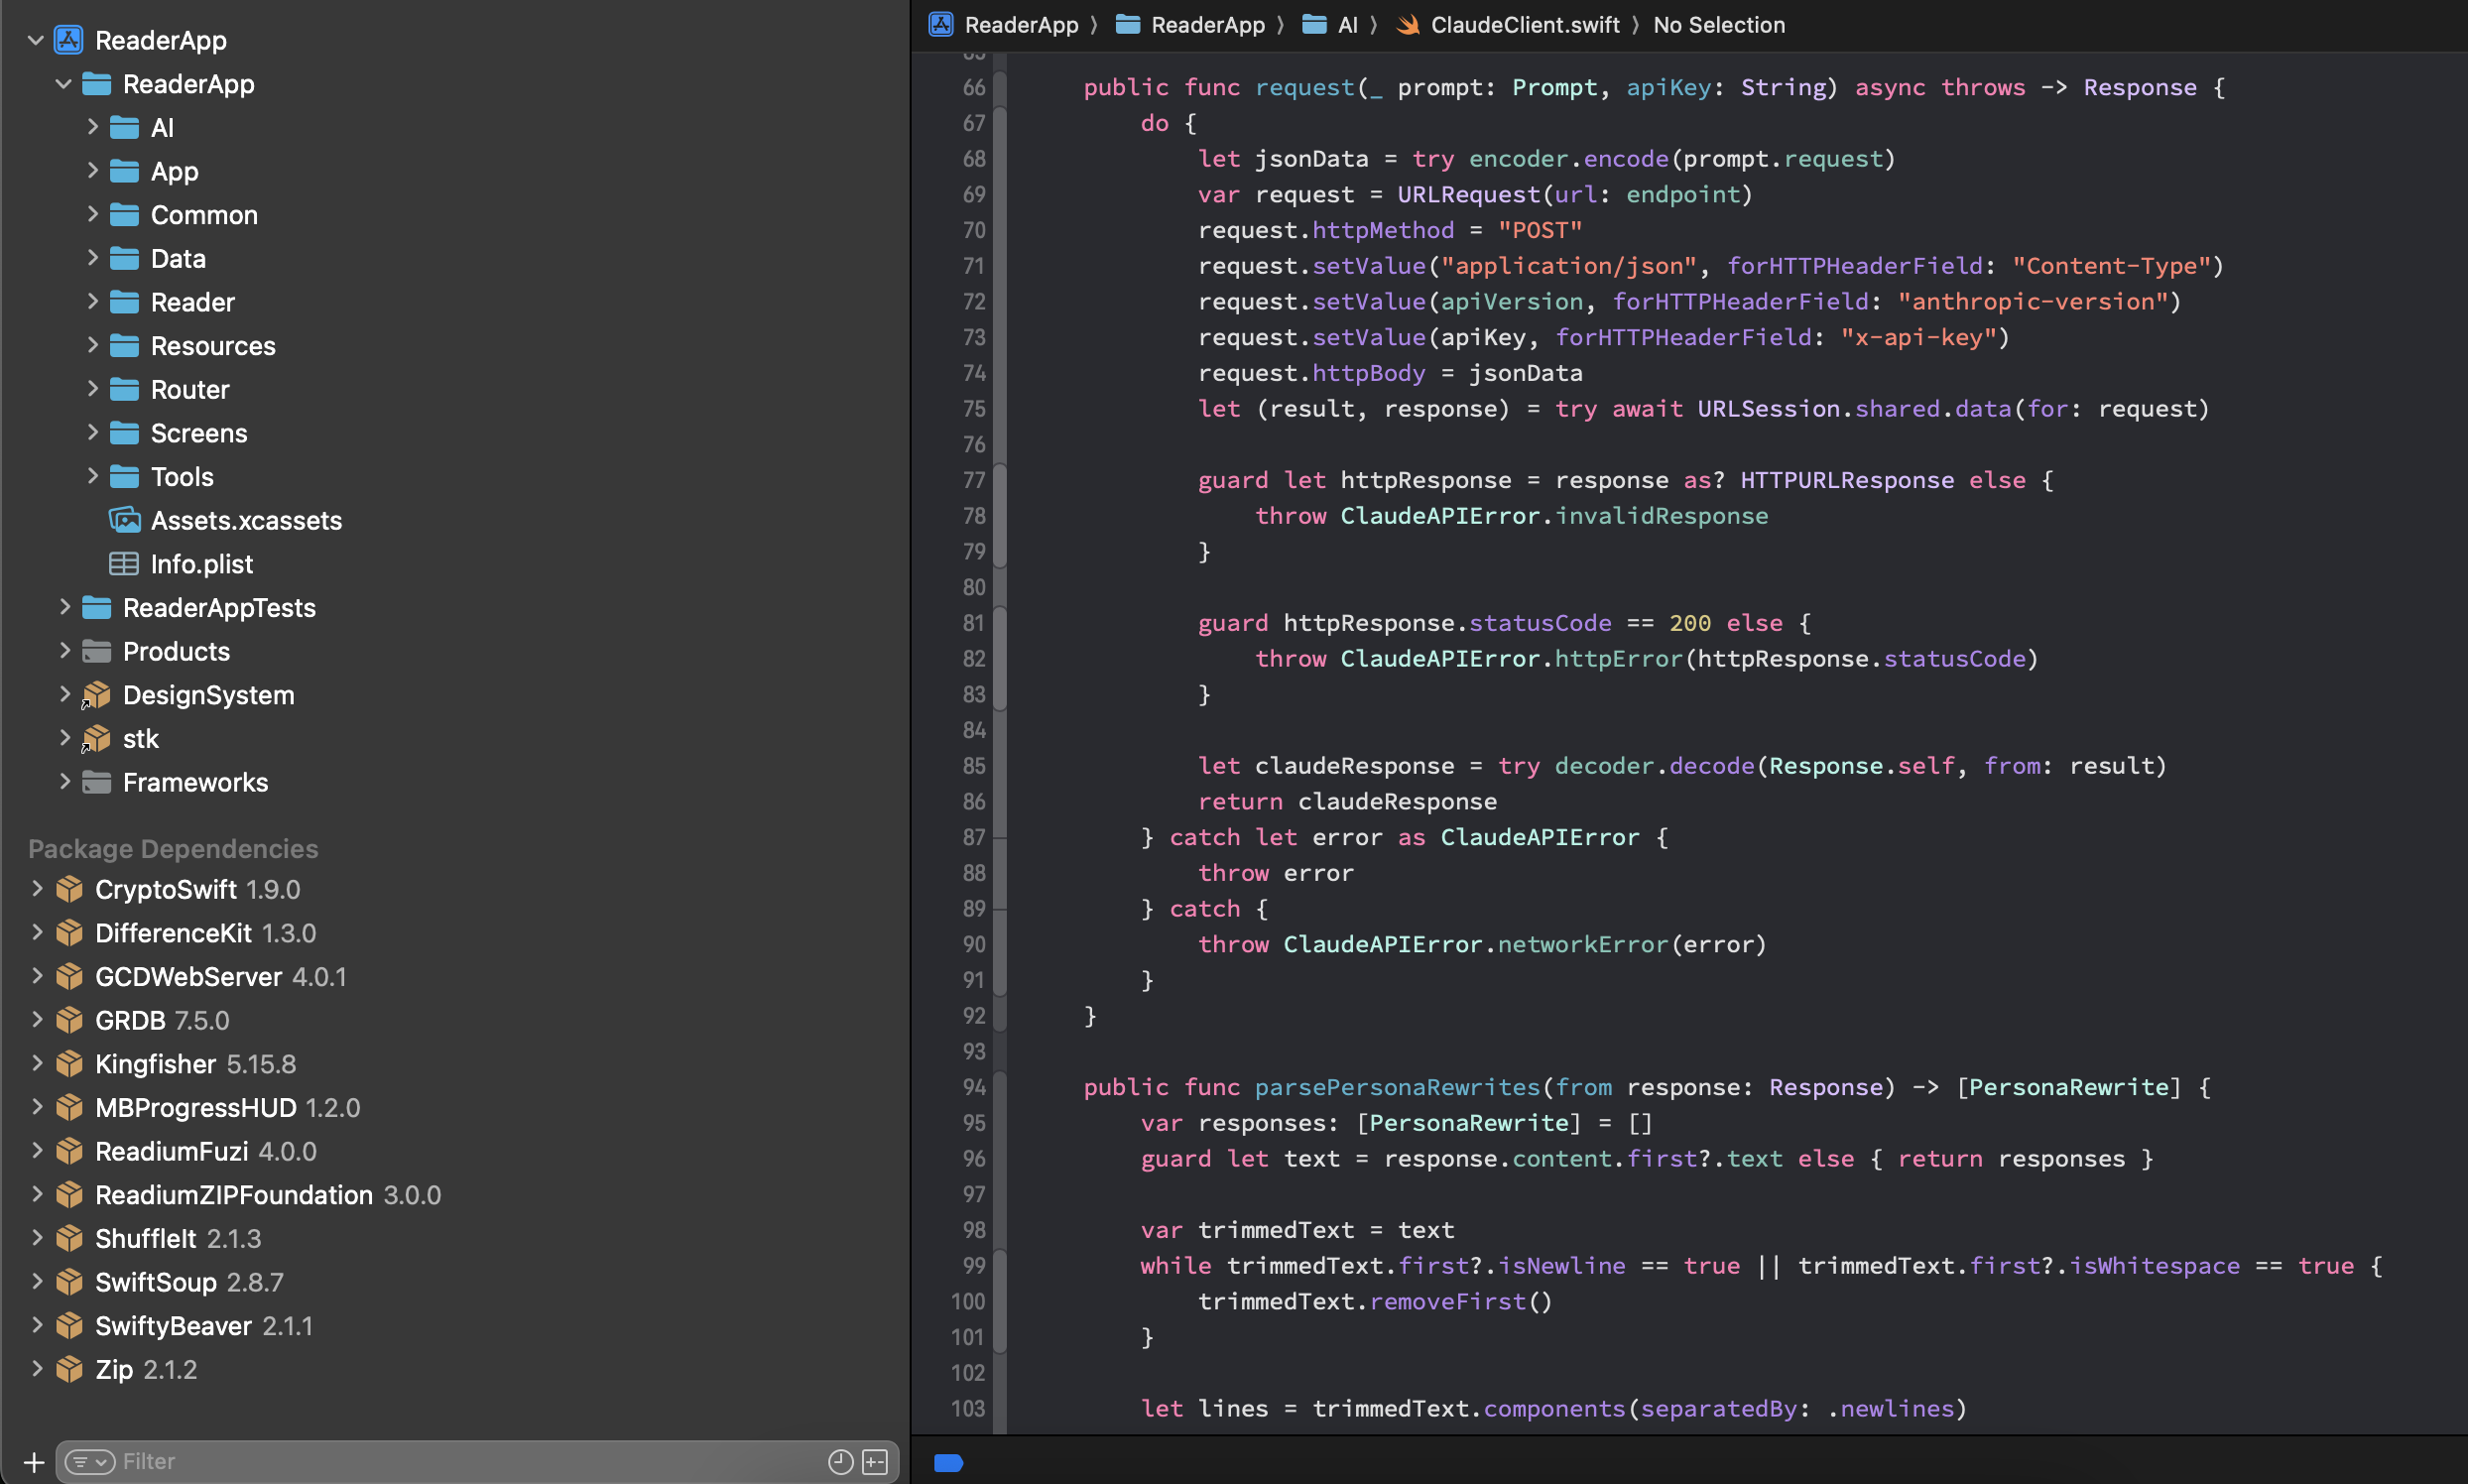 ReaderApp
ReaderApp
AI
App
Common
Data
Reader
Resources
Router
Screens
Tools
Assets.xcassets
Info.plist
ReaderAppTests
Products
DesignSystem
stk
Frameworks
Package Dependencies
CryptoSwift 1.9.0
DifferenceKit 1.3.0
GCDWebServer 4.0.1
GRDB 7.5.0
Kingfisher 5.15.8
MBProgressHUD 1.2.0
ReadiumFuzi 4.0.0
ReadiumZIPFoundation 3.0.0
ShuffleIt 2.1.3
SwiftSoup 2.8.7
SwiftyBeaver 2.1.1
Zip 2.1.2
Filter
ReaderApp 〉 ReaderApp 〉 AI 〉 ClaudeClient.swift 〉 No Selection
65
66 public func request(_ prompt: Prompt, apiKey: String) async throws -> Response {
67 do {
68 let jsonData = try encoder.encode(prompt.request)
69 var request = URLRequest(url: endpoint)
70 request.httpMethod = "POST"
71 request.setValue("application/json", forHTTPHeaderField: "Content-Type")
72 request.setValue(apiVersion, forHTTPHeaderField: "anthropic-version")
73 request.setValue(apiKey, forHTTPHeaderField: "x-api-key")
74 request.httpBody = jsonData
75 let (result, response) = try await URLSession.shared.data(for: request)
76
77 guard let httpResponse = response as? HTTPURLResponse else {
78 throw ClaudeAPIError.invalidResponse
79 }
80
81 guard httpResponse.statusCode == 200 else {
82 throw ClaudeAPIError.httpError(httpResponse.statusCode)
83 }
84
85 let claudeResponse = try decoder.decode(Response.self, from: result)
86 return claudeResponse
87 } catch let error as ClaudeAPIError {
88 throw error
89 } catch {
90 throw ClaudeAPIError.networkError(error)
91 }
92 }
93
94 public func parsePersonaRewrites(from response: Response) -> [PersonaRewrite] {
95 var responses: [PersonaRewrite] = []
96 guard let text = response.content.first?.text else { return responses }
97
98 var trimmedText = text
99 while trimmedText.first?.isNewline == true || trimmedText.first?.isWhitespace == true {
100 trimmedText.removeFirst()
101 }
102
103 let lines = trimmedText.components(separatedBy: .newlines)